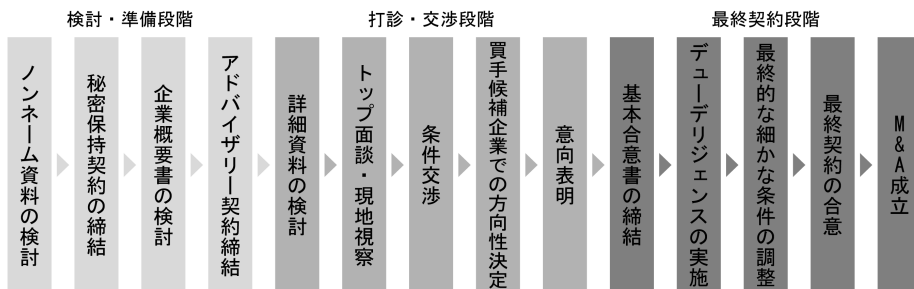 検討・準備段階
打診・交渉段階
最終契約段階
ノンネーム資料の検討
秘密保持契約の締結
企業概要書の検討
アドバイザリー契約締結
詳細資料の検討
トップ面談・現地視察
条件交渉
買手候補企業での方向性決定
意向表明
基本合意書の締結
デューデリジェンスの実施
最終的な細かな条件の調整
最終契約の合意
M&A成立